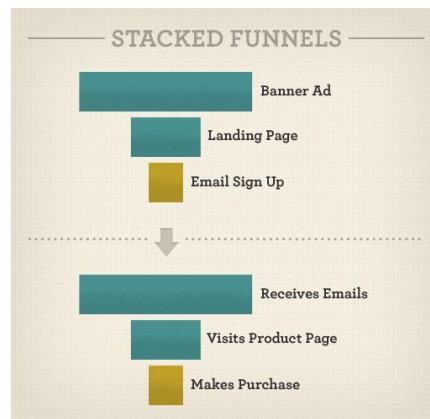 STACKED FUNNELS
Banner Ad
Landing Page
Email Sign Up
Receives Emails
Visits Product Page
Makes Purchase